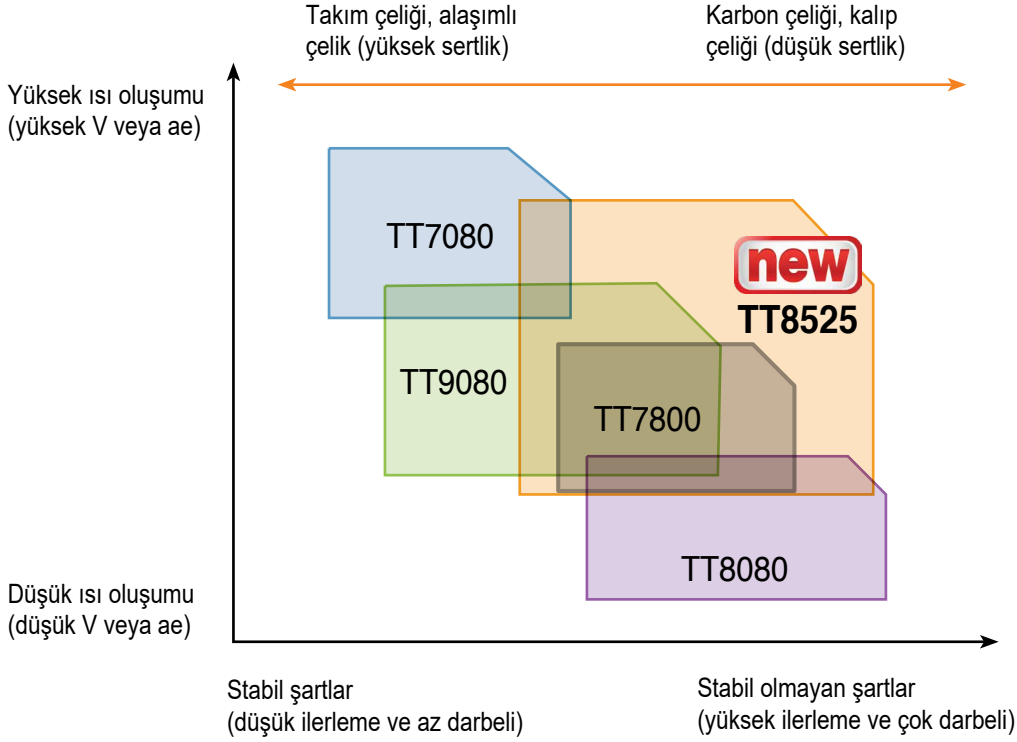 Takım çeliği, alaşımlı
çelik (yüksek sertlik)
Karbon çeliği, kalıp
çeliği (düşük sertlik)
Yüksek ısı oluşumu
(yüksek V veya ae)
TT7080
new
TT8525
TT9080
TT7800
TT8080
Düşük ısı oluşumu
(düşük V veya ae)
Stabil şartlar
(düşük ilerleme ve az darbeli)
Stabil olmayan şartlar
(yüksek ilerleme ve çok darbeli)